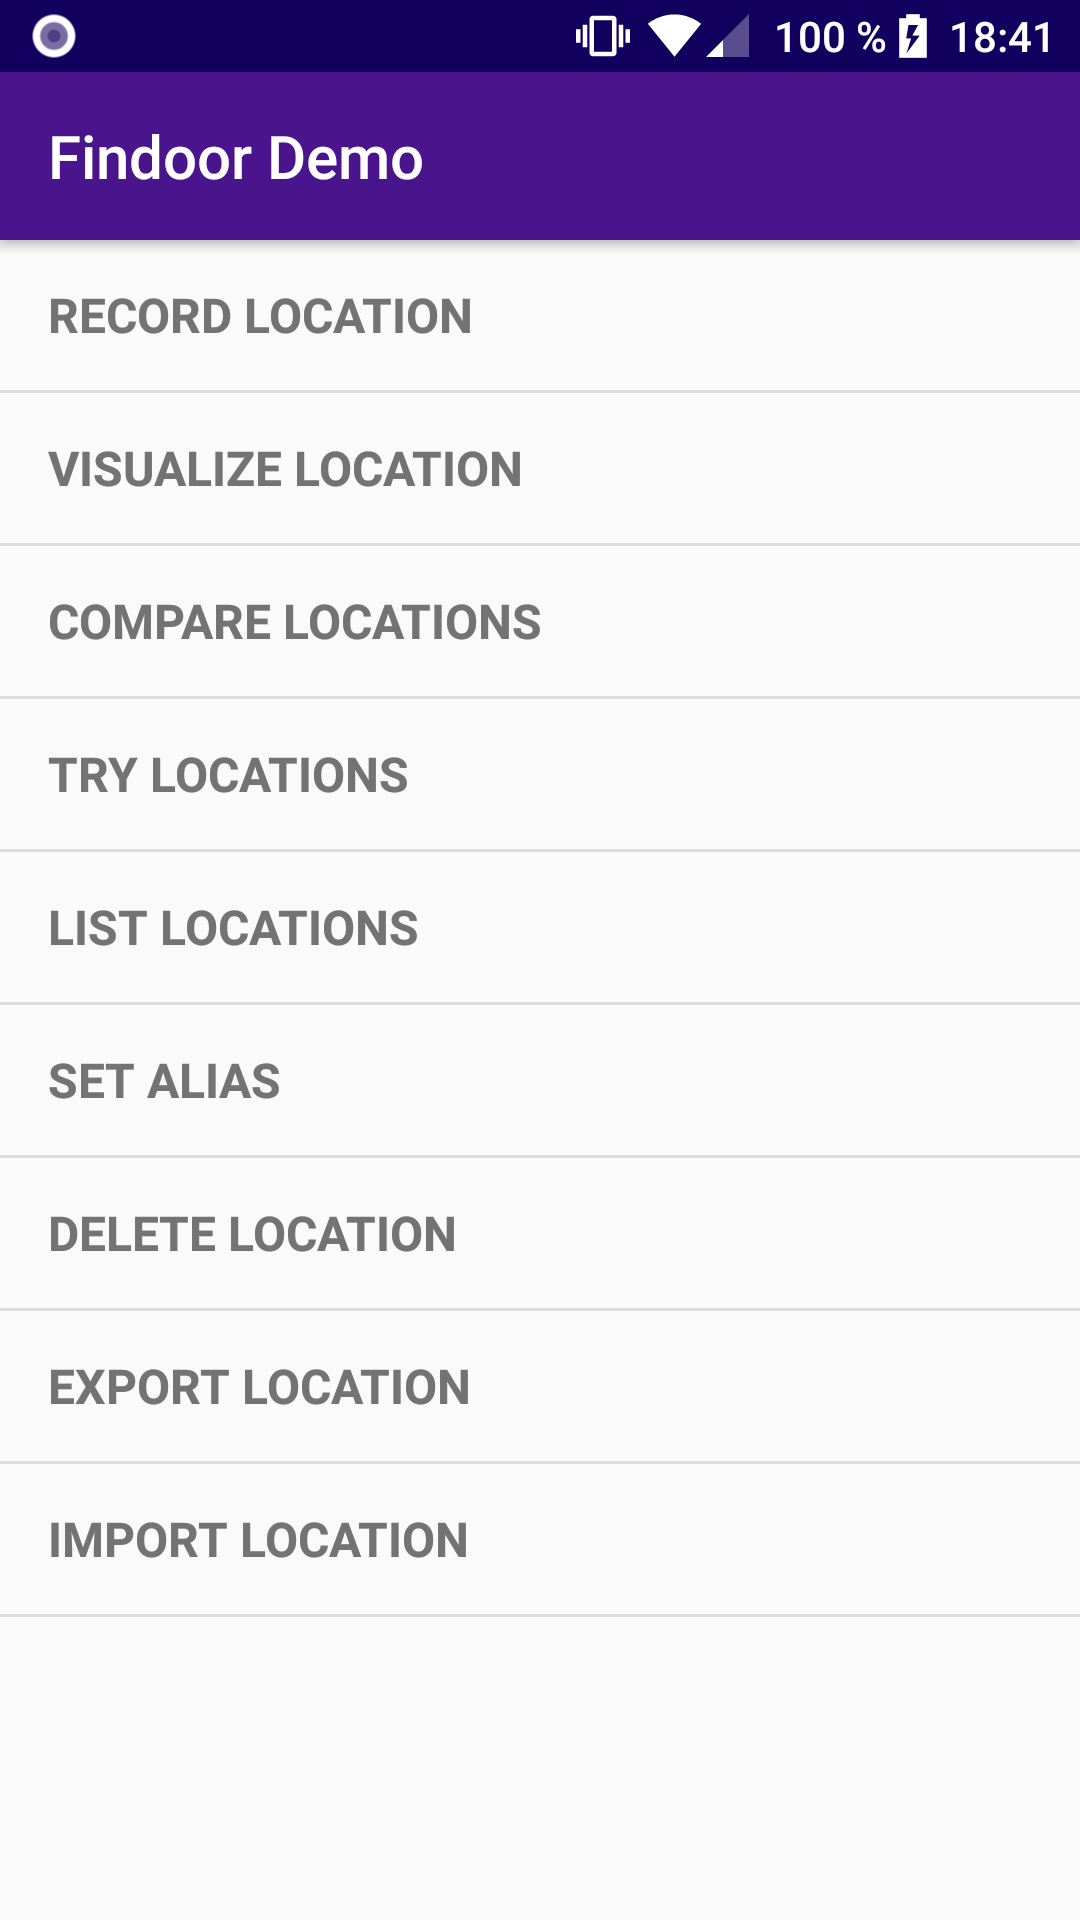 100 % 18:41
Findoor Demo
RECORD LOCATION
VISUALIZE LOCATION
COMPARE LOCATIONS
TRY LOCATIONS
LIST LOCATIONS
SET ALIAS
DELETE LOCATION
EXPORT LOCATION
IMPORT LOCATION